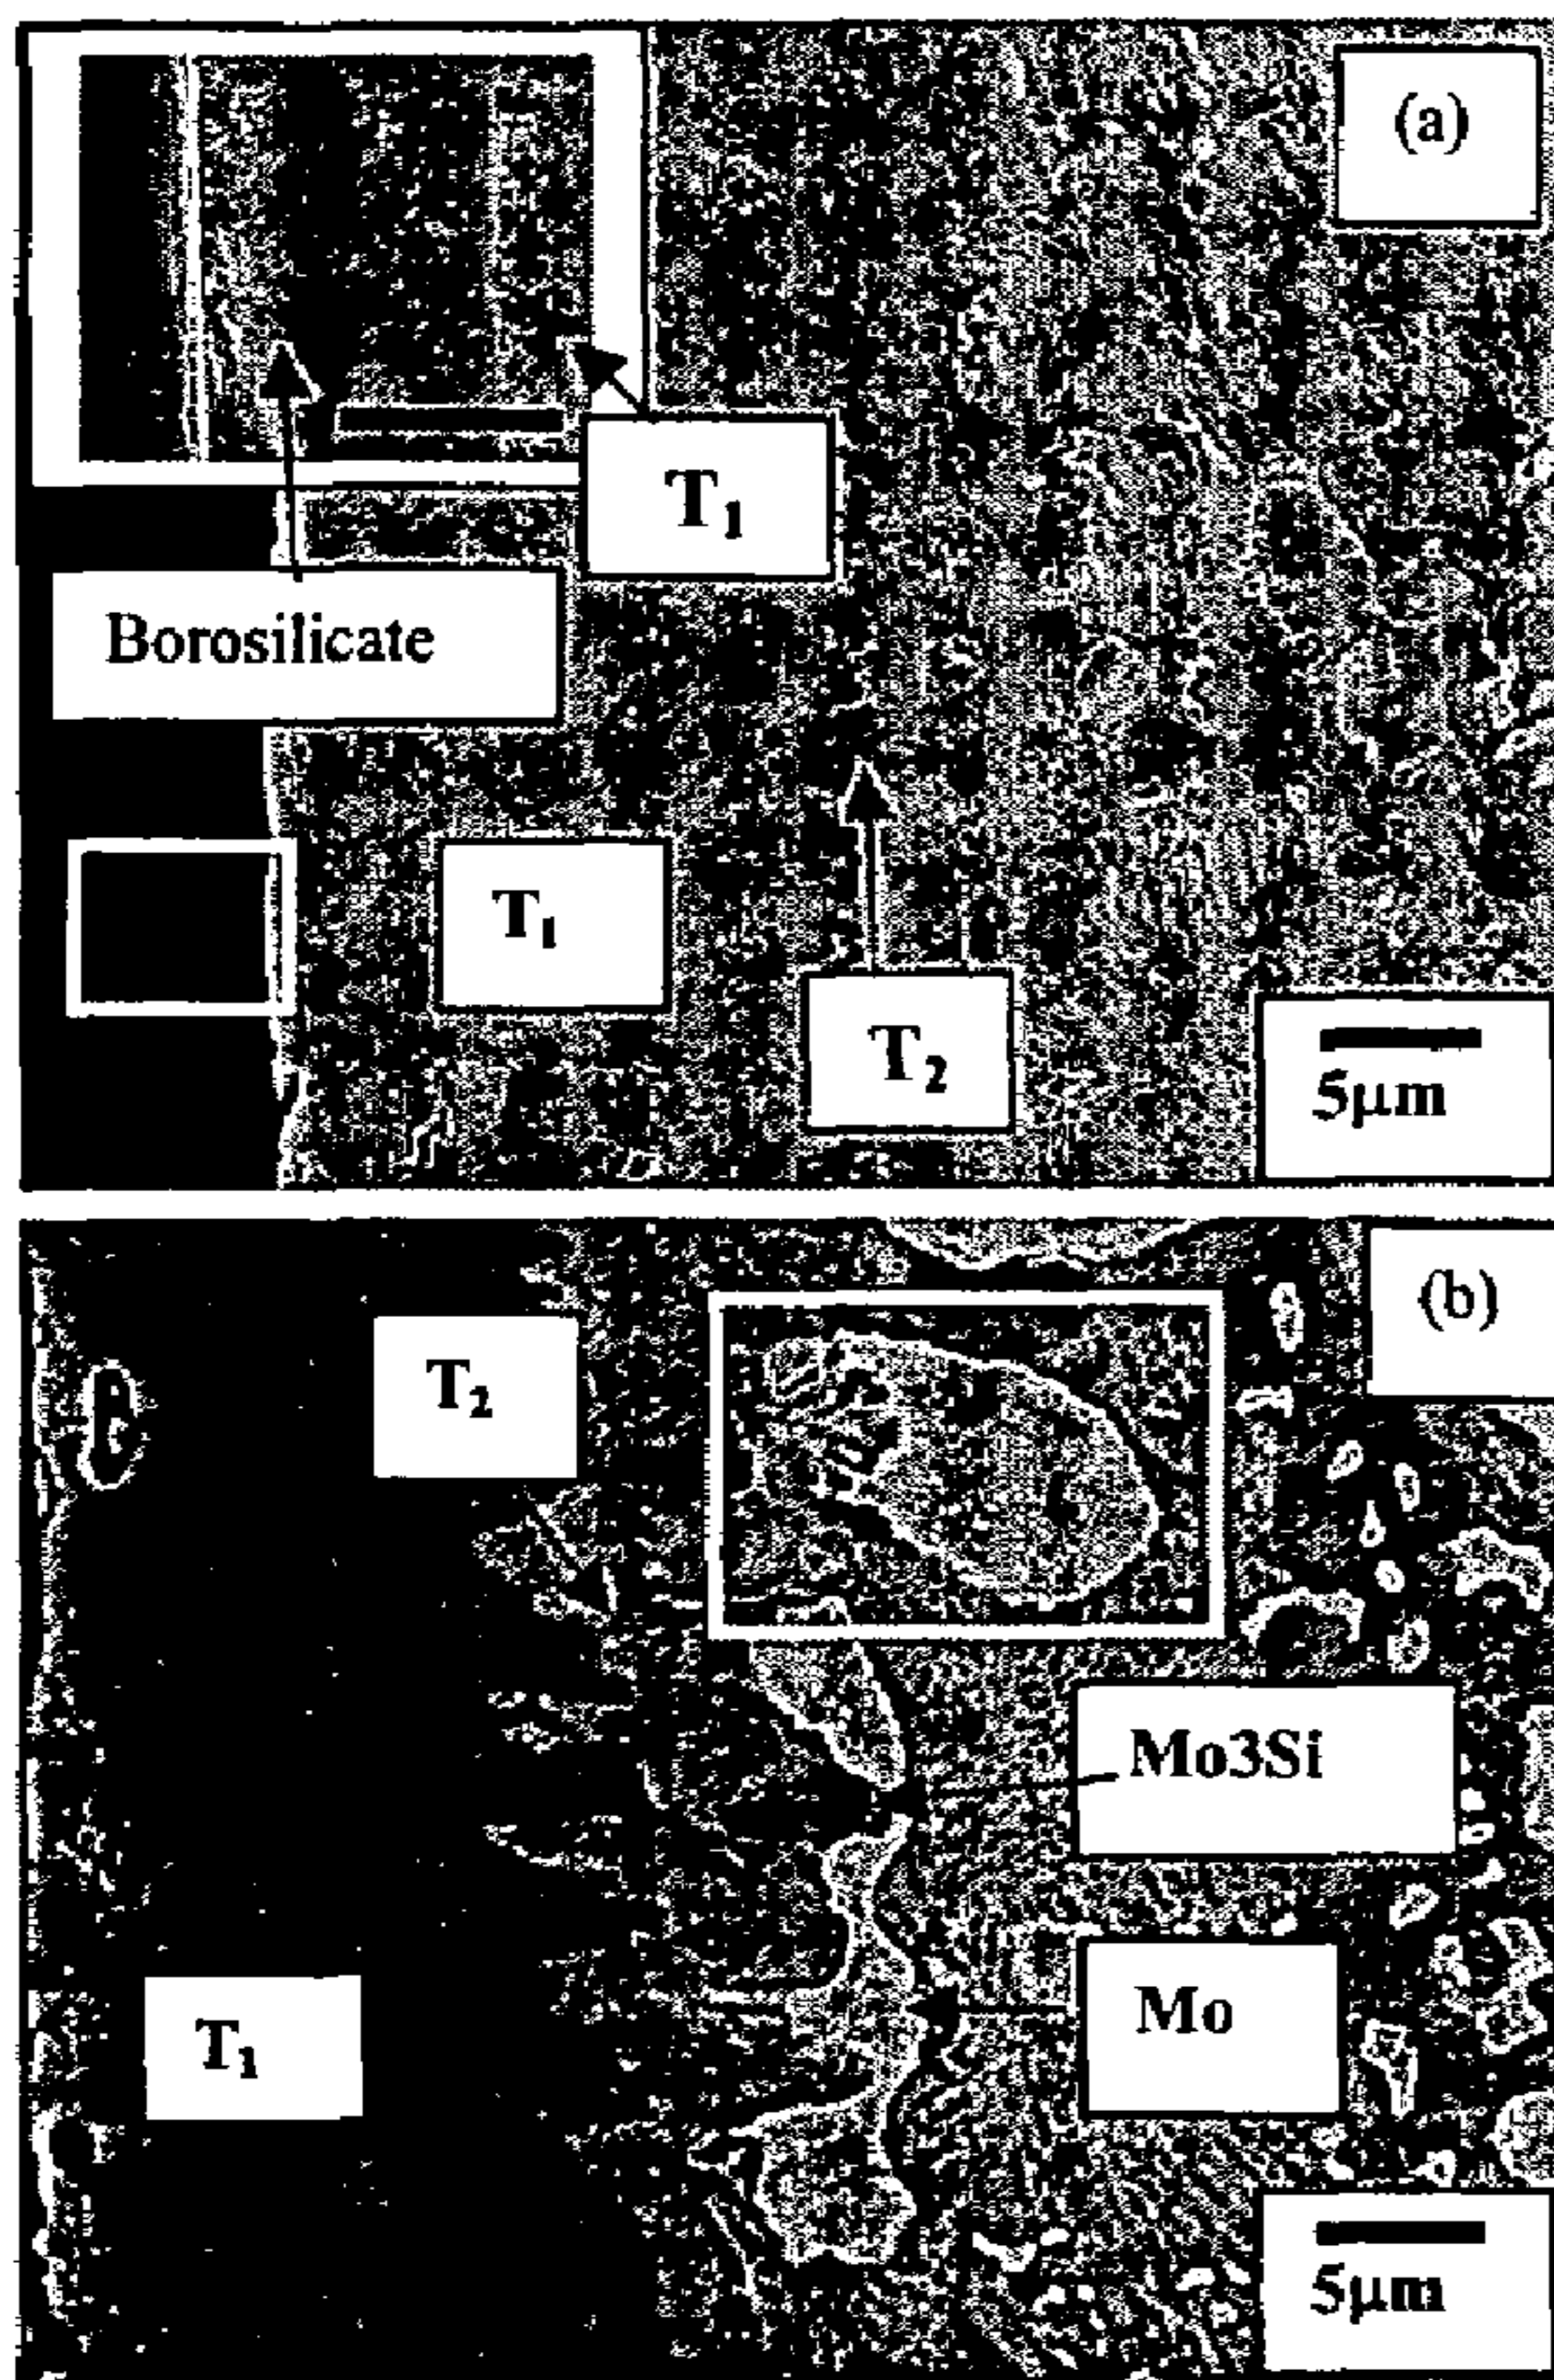 (a)
T₁
Borosilicate
T₁
T₂
5μm
(b)
T₂
Mo3Si
Mo
T₁
5μm